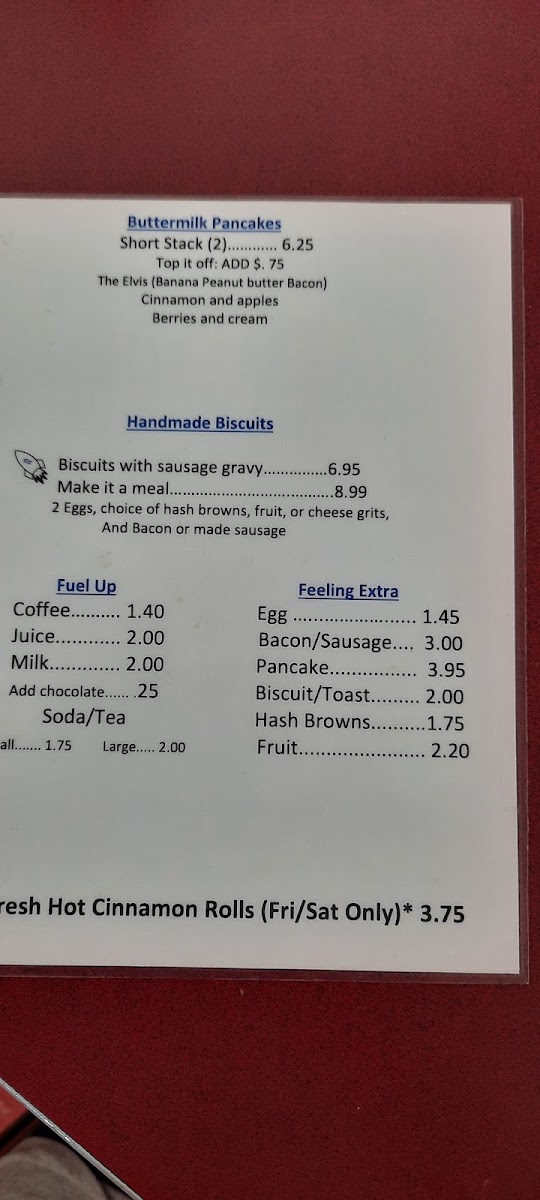 Buttermilk Pancakes
Short Stack (2)............ 6.25
Top it off: ADD $. 75
The Elvis (Banana Peanut butter Bacon)
Cinnamon and apples
Berries and cream
Handmade Biscuits
Biscuits with sausage gravy...............6.95
Make it a meal.......................................8.99
2 Eggs, choice of hash browns, fruit, or cheese grits,
And Bacon or made sausage
Fuel Up
Coffee.......... 1.40
Juice............. 2.00
Milk.............. 2.00
Add chocolate...... .25
Soda/Tea
all....... 1.75 Large..... 2.00
Feeling Extra
Egg ........................ 1.45
Bacon/Sausage.... 3.00
Pancake................. 3.95
Biscuit/Toast......... 2.00
Hash Browns..........1.75
Fruit........................ 2.20
resh Hot Cinnamon Rolls (Fri/Sat Only)* 3.75